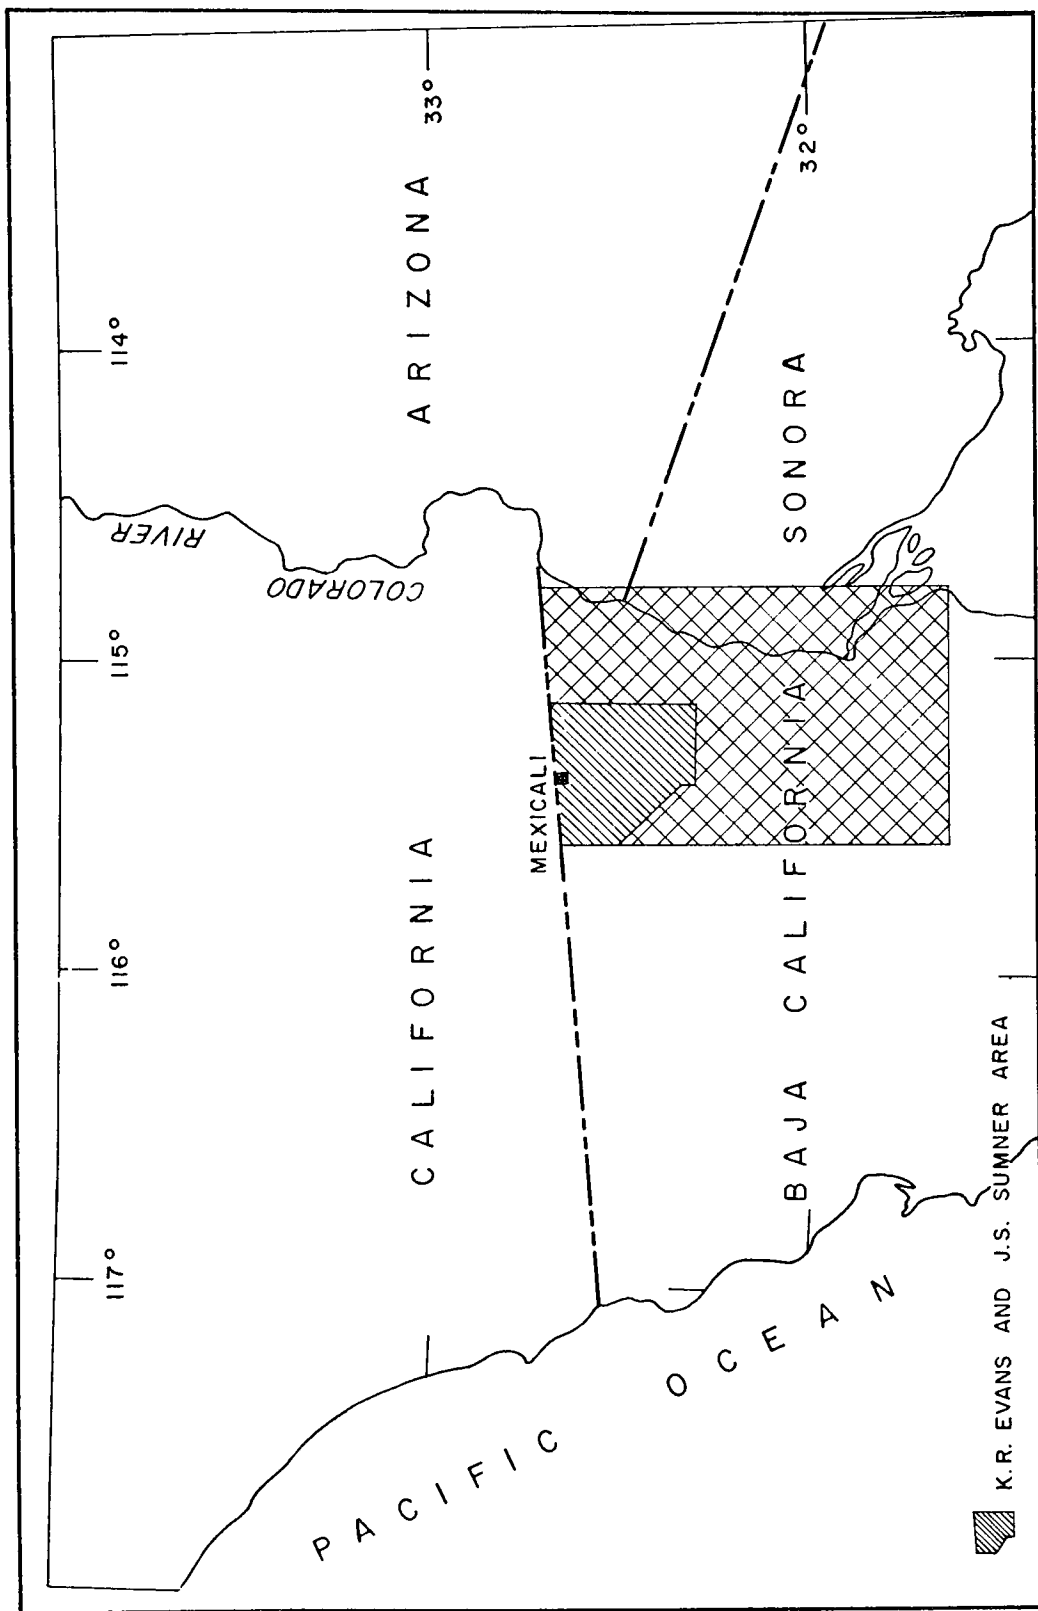 117°
116°
115°
114°
33°
32°
COLORADO
RIVER
CALIFORNIA
ARIZONA
MEXICALI
BAJA CALIFORNIA
SONORA
PACIFIC OCEAN
K.R. EVANS AND J.S. SUMNER AREA